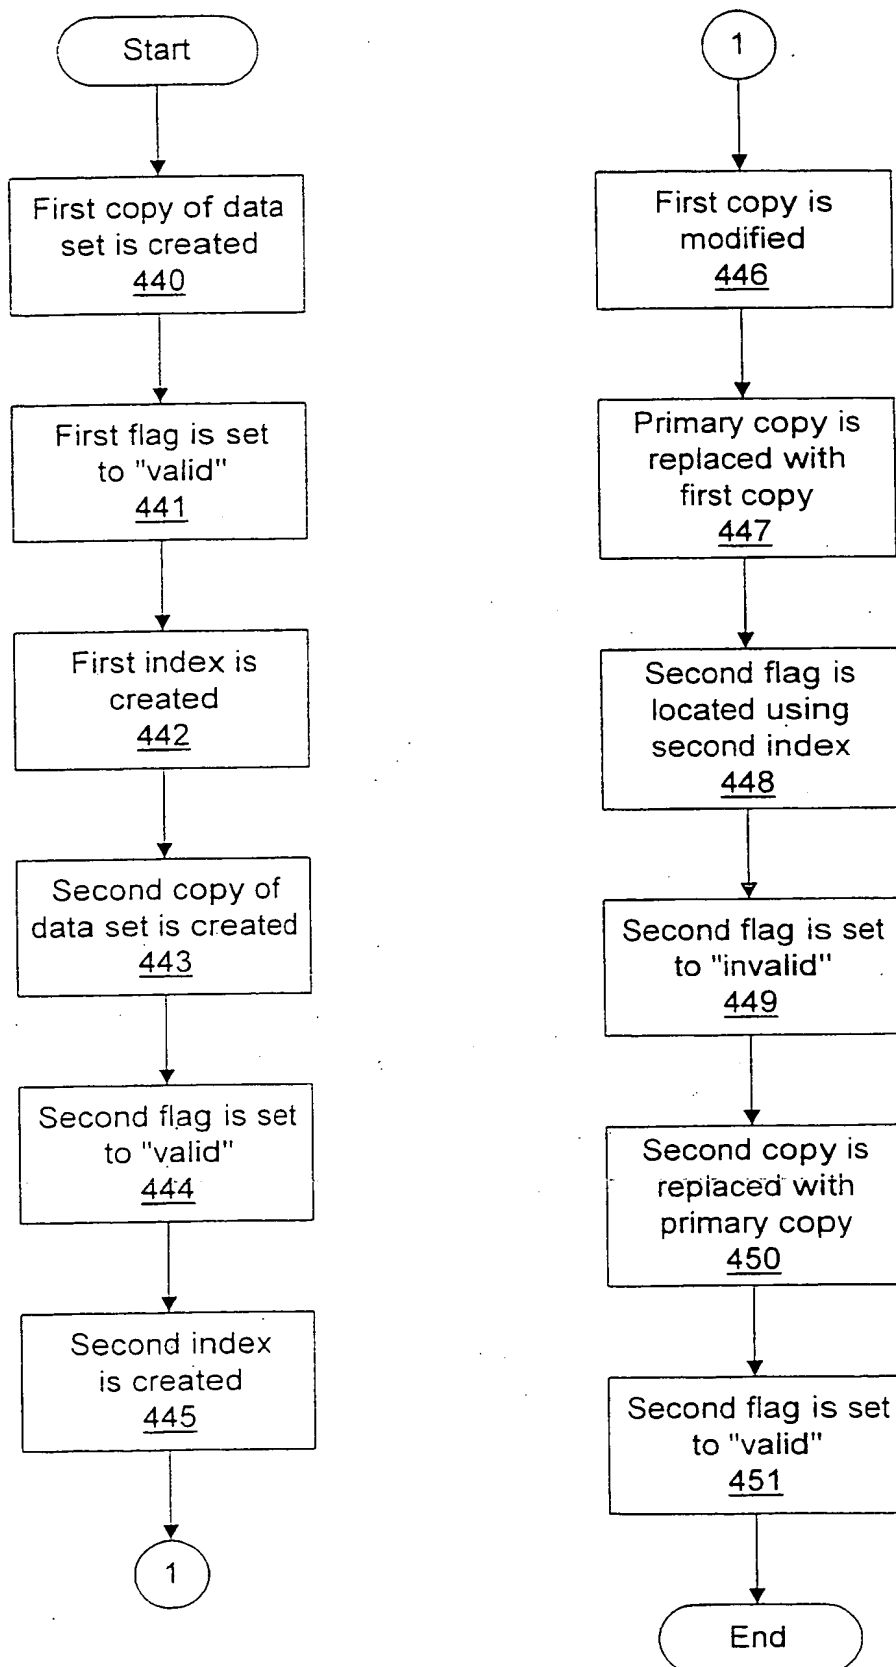 Start
First copy of data
set is created
440
First flag is set
to "valid"
441
First index is
created
442
Second copy of
data set is created
443
Second flag is set
to "valid"
444
Second index
is created
445
1
1
First copy is
modified
446
Primary copy is
replaced with
first copy
447
Second flag is
located using
second index
448
Second flag is set
to "invalid"
449
Second copy is
replaced with
primary copy
450
Second flag is set
to "valid"
451
End